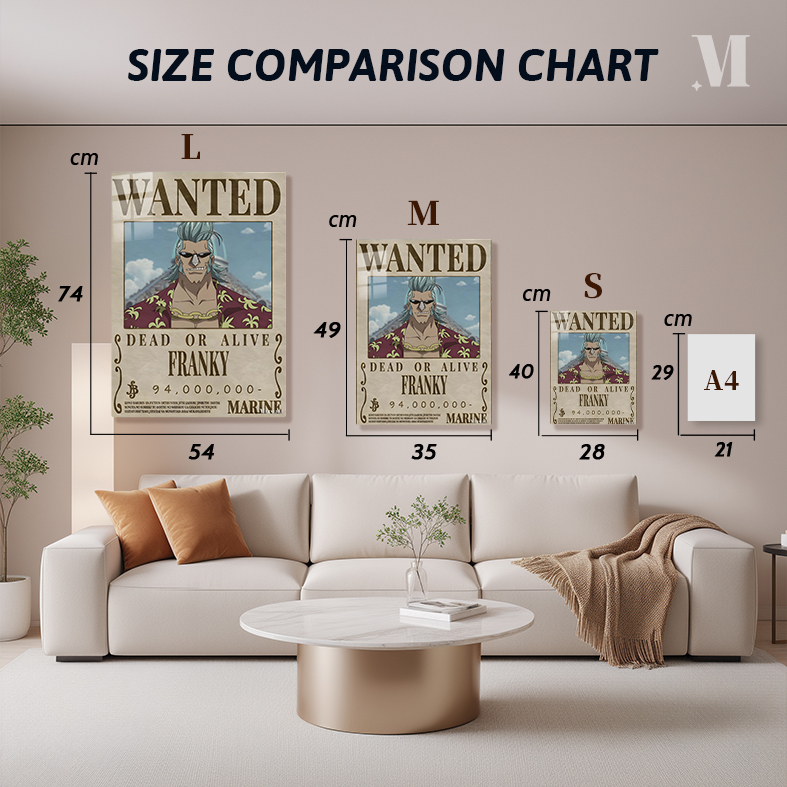 SIZE COMPARISON CHART
M
cm
L
74
54
WANTED
DEAD OR ALIVE
FRANKY
94,000,000-
MARINE
cm
M
49
35
WANTED
DEAD OR ALIVE
FRANKY
94,000,000-
MARINE
cm
S
40
28
WANTED
DEAD OR ALIVE
FRANKY
94,000,000-
MARINE
cm
29
A4
21